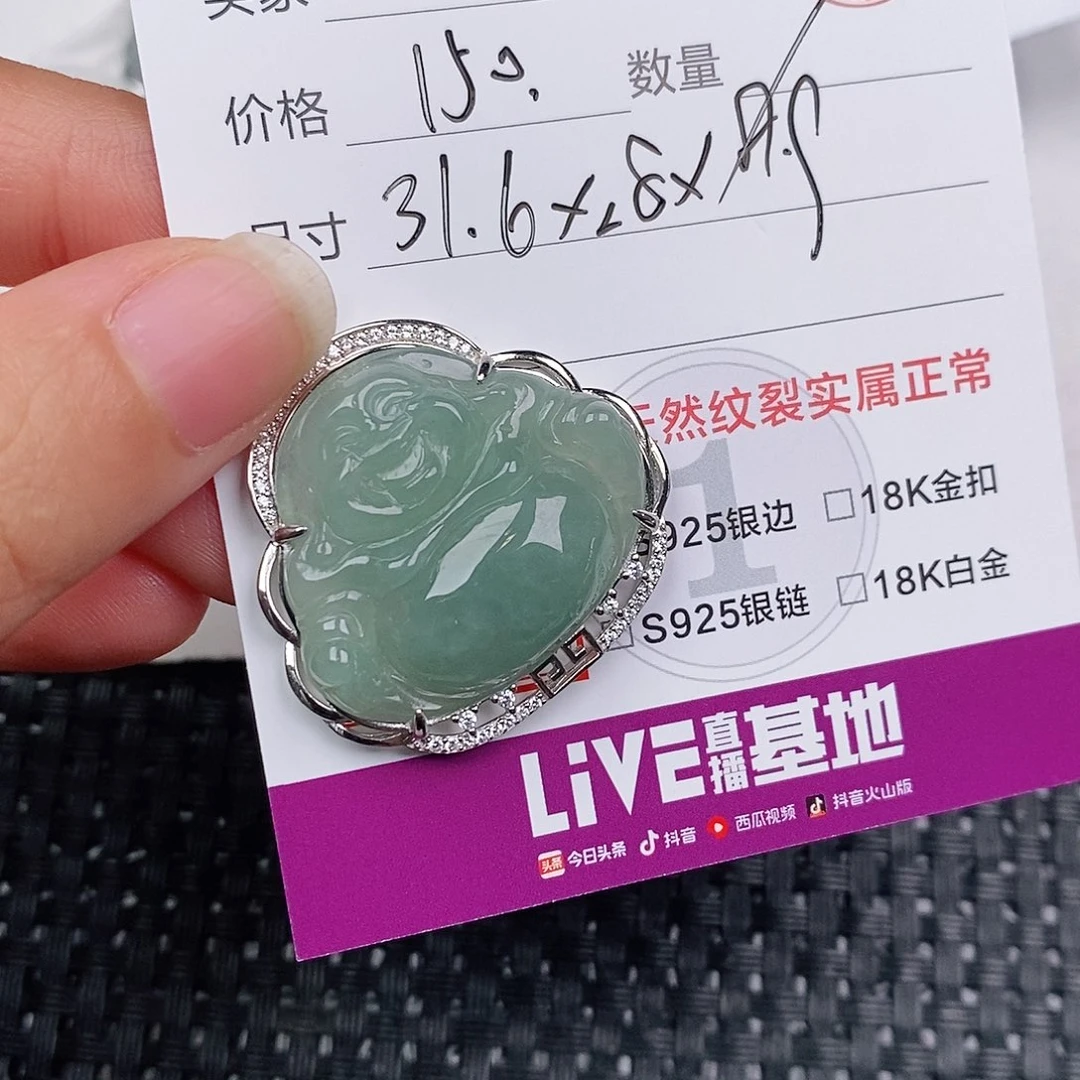 买家
价格 150.
数量
尺寸 31.6x28x
天然纹裂实属正常
1
S925银边 □18K金扣
□S925银链 □18K白金
LiVE直播基地
今日头条 抖音 西瓜视频 抖音火山版